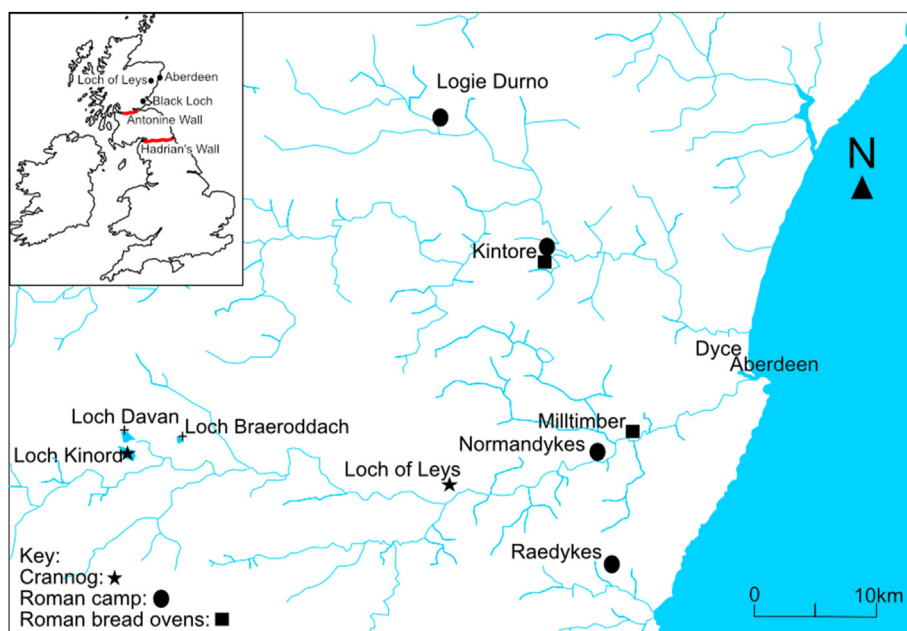 Loch of Leys
Aberdeen
Black Loch
Antonine Wall
Hadrian's Wall
Logie Durno
N
Kintore
Dyce
Aberdeen
Loch Davan
Loch Braeroddach
Milltimber
Normandykes
Loch Kinord
Loch of Leys
Raedykes
Key:
Crannog:
Roman camp:
Roman bread ovens:
0 10km